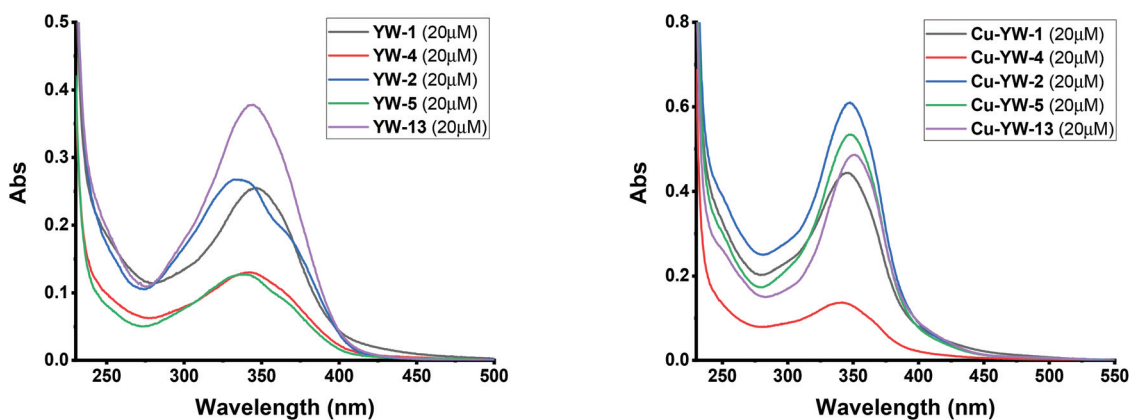 0.5
0.4
0.3
0.2
0.1
0.0
Abs
250 300 350 400 450 500
Wavelength (nm)
YW-1 (20μM)
YW-4 (20μM)
YW-2 (20μM)
YW-5 (20μM)
YW-13 (20μM)
0.8
0.6
0.4
0.2
0.0
Abs
250 300 350 400 450 500 550
Wavelength (nm)
Cu-YW-1 (20μM)
Cu-YW-4 (20μM)
Cu-YW-2 (20μM)
Cu-YW-5 (20μM)
Cu-YW-13 (20μM)